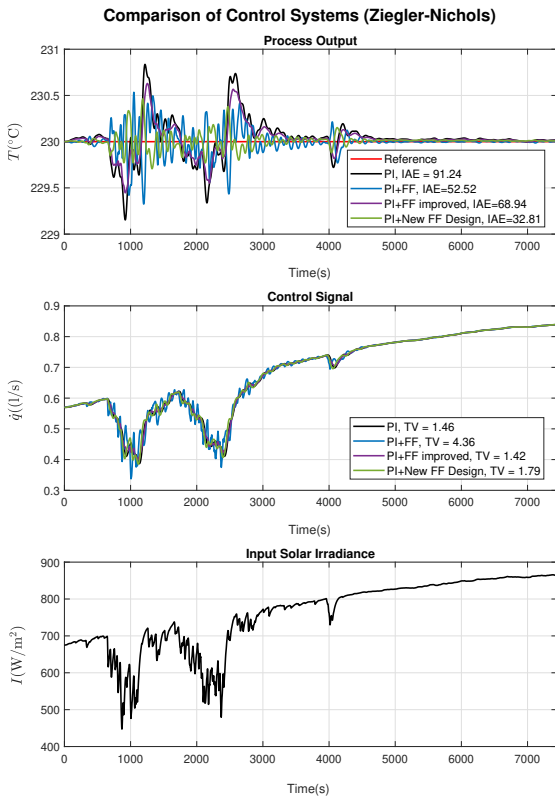 Comparison of Control Systems (Ziegler-Nichols)
Process Output
231
230.5
230
229.5
229
T(°C)
Reference
PI, IAE = 91.24
PI+FF, IAE=52.52
PI+FF improved, IAE=68.94
PI+New FF Design, IAE=32.81
0 1000 2000 3000 4000 5000 6000 7000
Time(s)
Control Signal
0.9
0.8
0.7
0.6
0.5
0.4
0.3
q̇((l/s)
PI, TV = 1.46
PI+FF, TV = 4.36
PI+FF improved, TV = 1.42
PI+New FF Design, TV = 1.79
0 1000 2000 3000 4000 5000 6000 7000
Time(s)
Input Solar Irradiance
900
800
700
600
500
400
I(W/m²)
0 1000 2000 3000 4000 5000 6000 7000
Time(s)